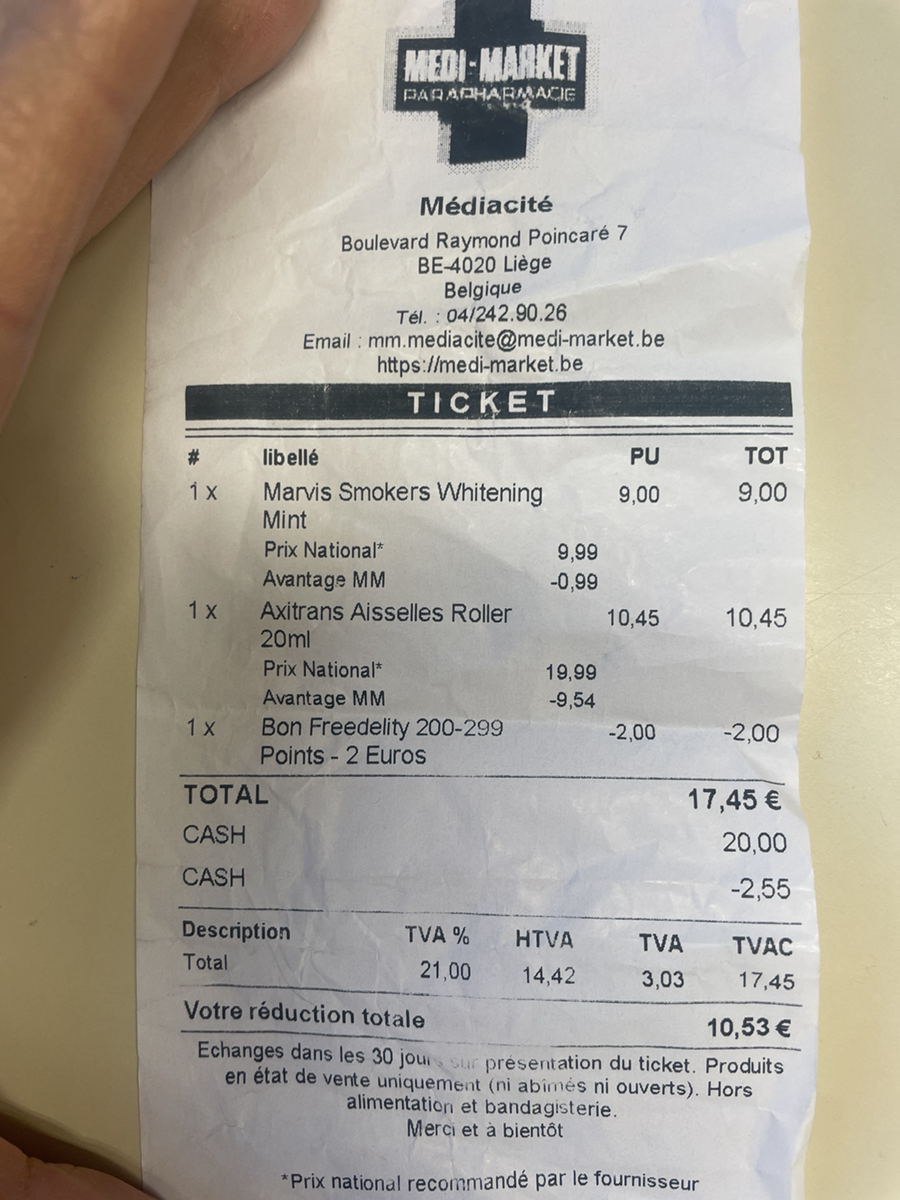 MEDI-MARKET
PARAPHARMACIE
Médiacité
Boulevard Raymond Poincaré 7
BE-4020 Liège
Belgique
Tél. : 04/242.90.26
Email : mm.mediacite@medi-market.be
https://medi-market.be
TICKET
# libellé PU TOT
1 x Marvis Smokers Whitening 9,00 9,00
Mint
Prix National* 9,99
Avantage MM -0,99
1 x Axitrans Aisselles Roller 10,45 10,45
20ml
Prix National* 19,99
Avantage MM -9,54
1 x Bon Freedelity 200-299 -2,00 -2,00
Points - 2 Euros
TOTAL 17,45 €
CASH 20,00
CASH -2,55
Description TVA % HTVA TVA TVAC
Total 21,00 14,42 3,03 17,45
Votre réduction totale 10,53 €
Echanges dans les 30 jours sur présentation du ticket. Produits
en état de vente uniquement (ni abîmés ni ouverts). Hors
alimentation et bandagisterie.
Merci et à bientôt
*Prix national recommandé par le fournisseur